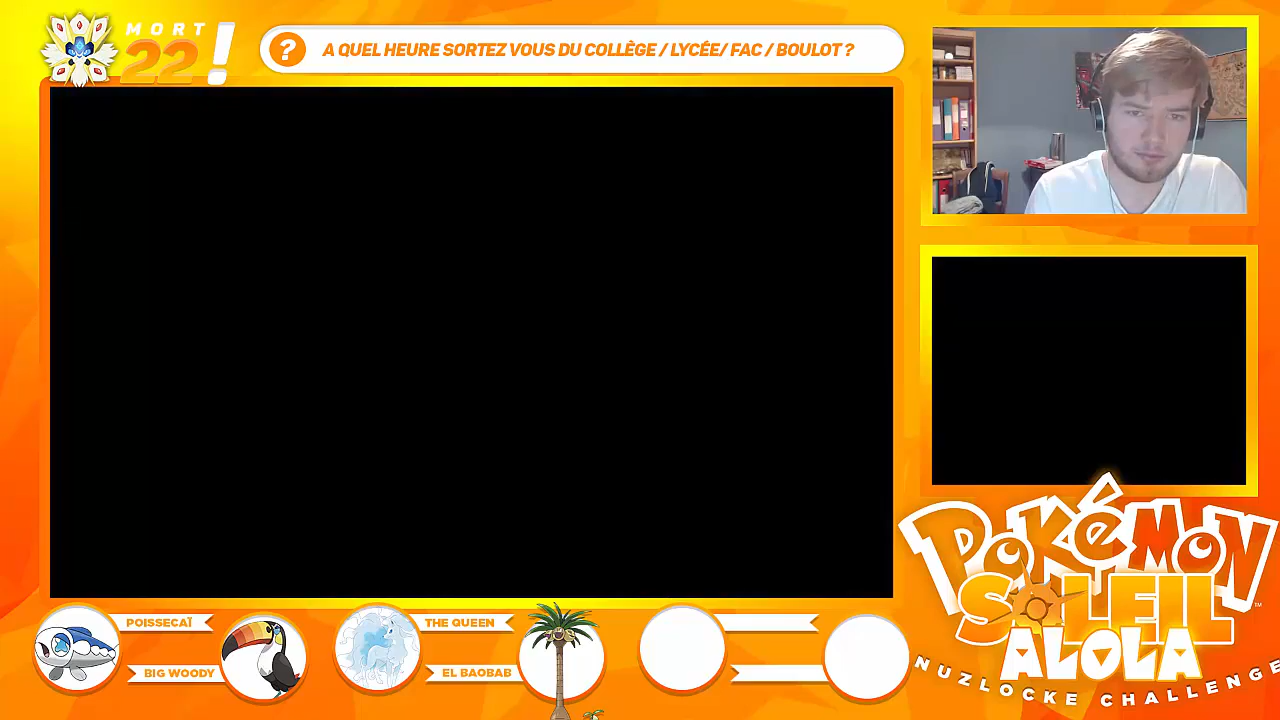 MORT
22!
? A QUEL HEURE SORTEZ VOUS DU COLLÈGE / LYCÉE/ FAC / BOULOT ?
POISSECAÏ
BIG WOODY
THE QUEEN
EL BAOBAB
POKÉMON
SOLEIL
ALOLA
NUZLOCKE CHALLENGE